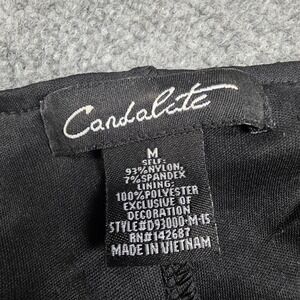 Candalite
M
SELF:
93%NYLON,
7%SPANDEX
LINING:
100%POLYESTER
EXCLUSIVE OF
DECORATION
STYLE#D93000-M-1S
RN#142687
MADE IN VIETNAM